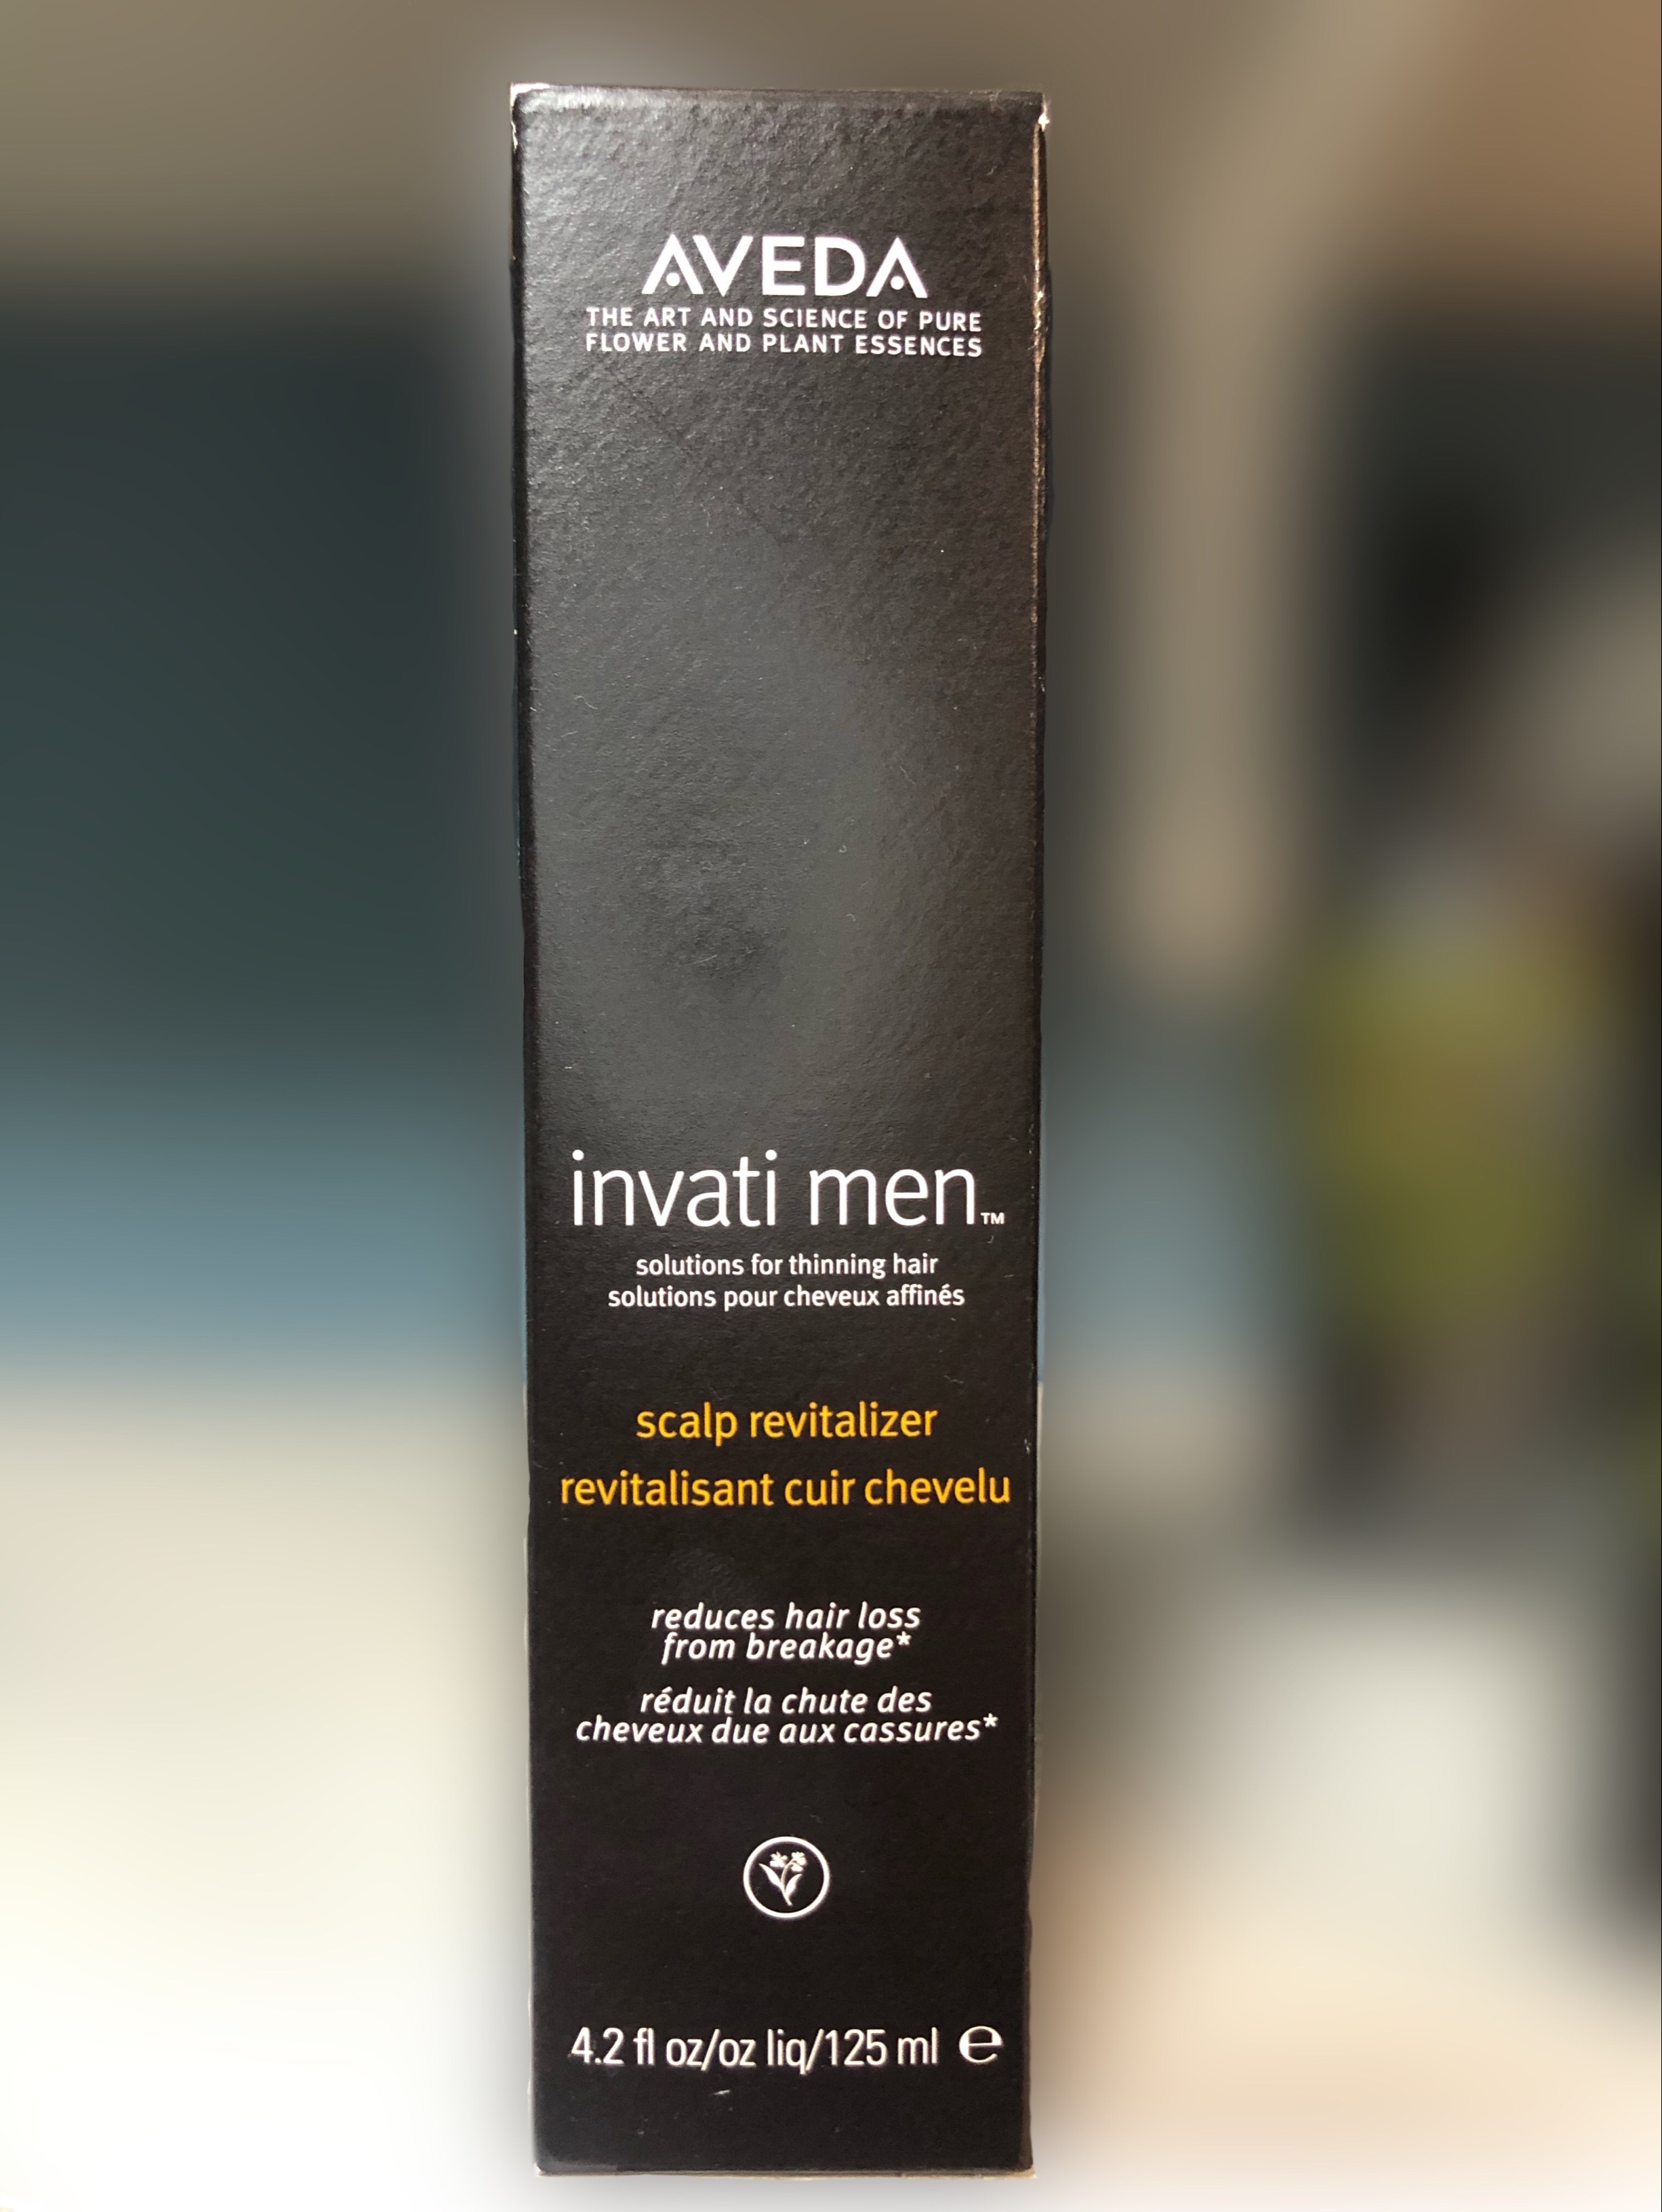 AVEDA
THE ART AND SCIENCE OF PURE
FLOWER AND PLANT ESSENCES
invati men™
solutions for thinning hair
solutions pour cheveux affinés
scalp revitalizer
revitalisant cuir chevelu
reduces hair loss
from breakage*
réduit la chute des
cheveux due aux cassures*
4.2 fl oz/oz liq/125 ml ℮